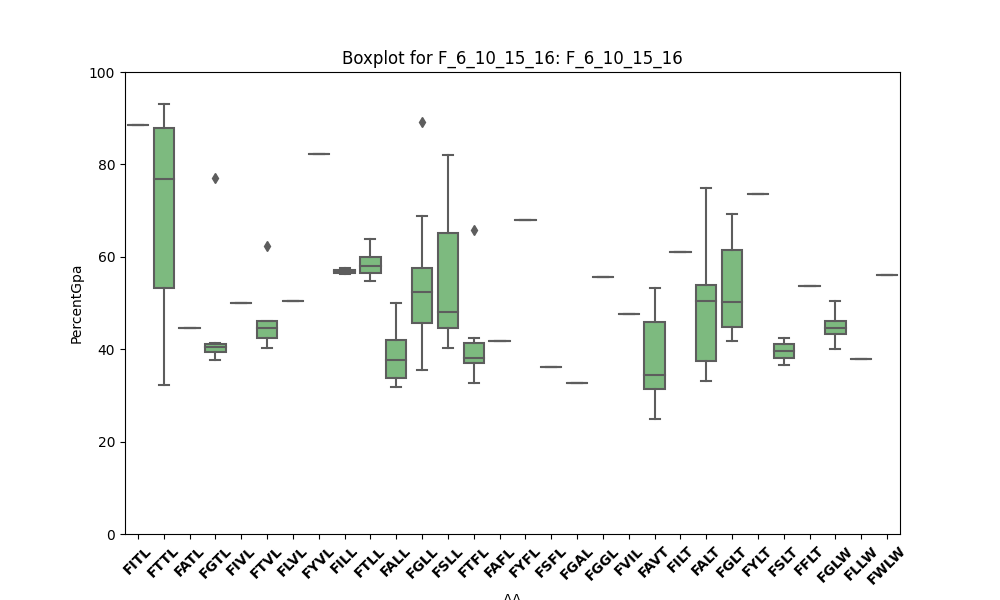 Boxplot for F_6_10_15_16: F_6_10_15_16
100
80
60
40
20
0
PercentGpa
FITL FTTL FATL FGTL FIVL FTVL FLVL FYVL FILL FTLL FALL FGLL FSLL FTFL FAFL FYFL FSFL FGAL FGGL FVIL FAVT FILT FALT FGLT FYLT FSLT FFLT FGLW FLLW FWLW
AA